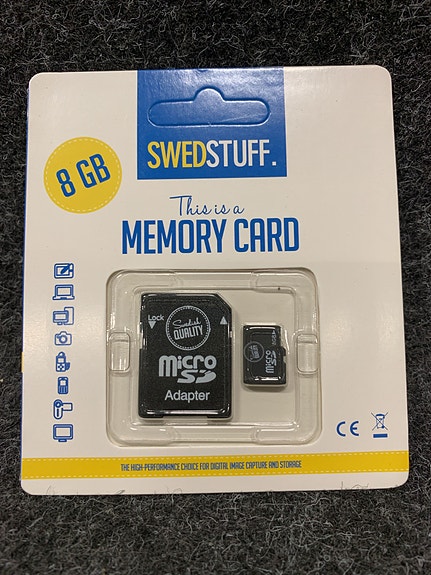 SWEDSTUFF.
8 GB
This is a
MEMORY CARD
Lock
Swedish
QUALITY
micro
SD
Adapter
micro
SD
CE
THE HIGH-PERFORMANCE CHOICE FOR DIGITAL IMAGE CAPTURE AND STORAGE